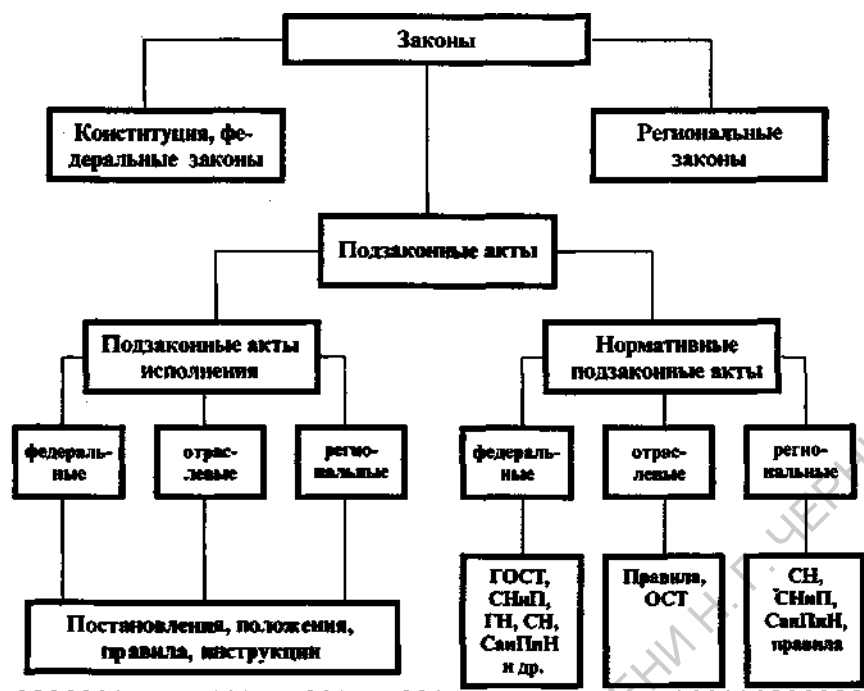 Законы
Конституция, фе-
деральные законы
Региональные
законы
Подзаконные акты
Подзаконные акты
исполнения
Нормативные
подзаконные акты
федераль-
ные
отрас-
левые
регио-
нальные
федераль-
ные
отрас-
левые
регио-
нальные
ГОСТ,
СНиП,
ГН, СН,
СанПиН
и др.
Правила,
ОСТ
СН,
СНиП,
СанПиН,
правила
Постановления, положения,
правила, инструкции
Н. Г.